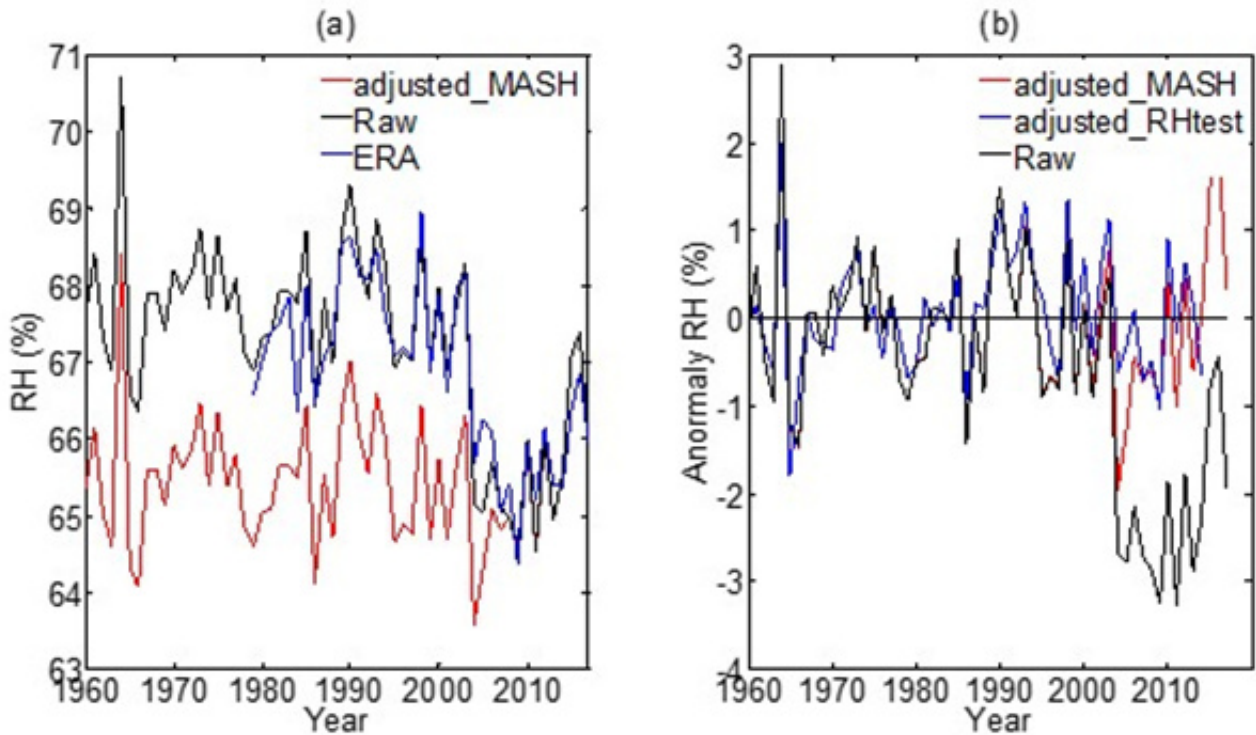 (a)
RH (%)
71
70
69
68
67
66
65
64
63
adjusted_MASH
Raw
ERA
1960 1970 1980 1990 2000 2010
Year
(b)
Anormaly RH (%)
3
2
1
0
-1
-2
-3
-4
adjusted_MASH
adjusted_RHtest
Raw
1960 1970 1980 1990 2000 2010
Year